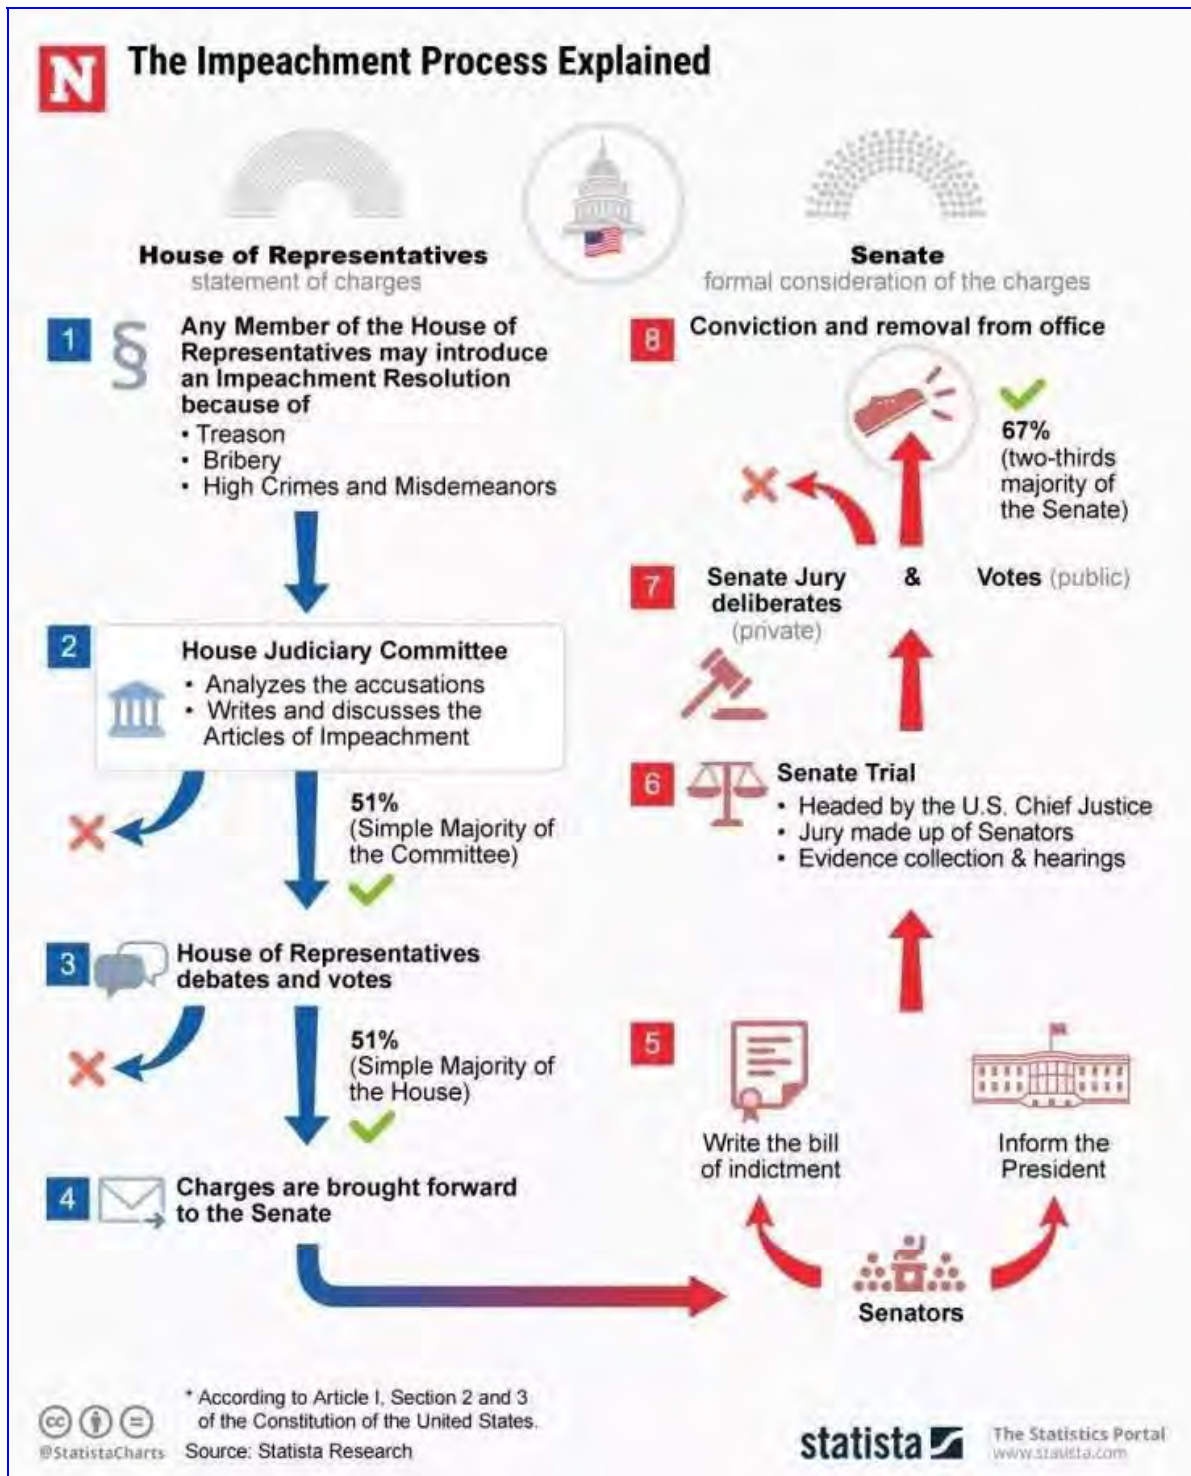 N
The Impeachment Process Explained
House of Representatives
statement of charges
1
§
Any Member of the House of
Representatives may introduce
an Impeachment Resolution
because of
• Treason
• Bribery
• High Crimes and Misdemeanors
2
House Judiciary Committee
• Analyzes the accusations
• Writes and discusses the
Articles of Impeachment
51%
(Simple Majority of
the Committee)
3
House of Representatives
debates and votes
51%
(Simple Majority of
the House)
4
Charges are brought forward
to the Senate
Senate
formal consideration of the charges
8
Conviction and removal from office
67%
(two-thirds
majority of
the Senate)
7
Senate Jury
deliberates
(private)
&
Votes (public)
6
Senate Trial
• Headed by the U.S. Chief Justice
• Jury made up of Senators
• Evidence collection & hearings
5
Write the bill
of indictment
Inform the
President
Senators
* According to Article I, Section 2 and 3
of the Constitution of the United States.
cc
@StatistaCharts
Source: Statista Research
statista
The Statistics Portal
www.statista.com